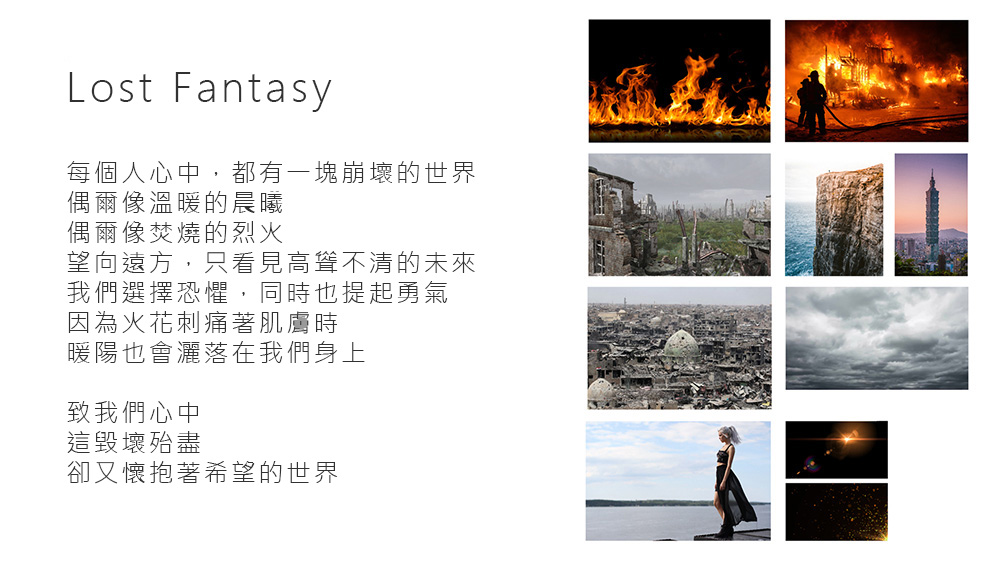 Lost Fantasy
每個人心中，都有一塊崩壞的世界
偶爾像溫暖的晨曦
偶爾像焚燒的烈火
望向遠方，只看見高聳不清的未來
我們選擇恐懼，同時也提起勇氣
因為火花刺痛著肌膚時
暖陽也會灑落在我們身上
致我們心中
這毀壞殆盡
卻又懷抱著希望的世界